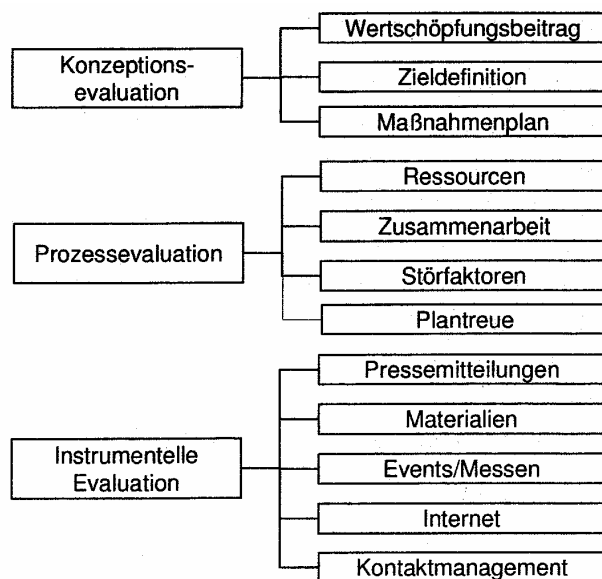 Konzeptions-
evaluation
Wertschöpfungsbeitrag
Zieldefinition
Maßnahmenplan
Prozessevaluation
Ressourcen
Zusammenarbeit
Störfaktoren
Plantreue
Instrumentelle
Evaluation
Pressemitteilungen
Materialien
Events/Messen
Internet
Kontaktmanagement